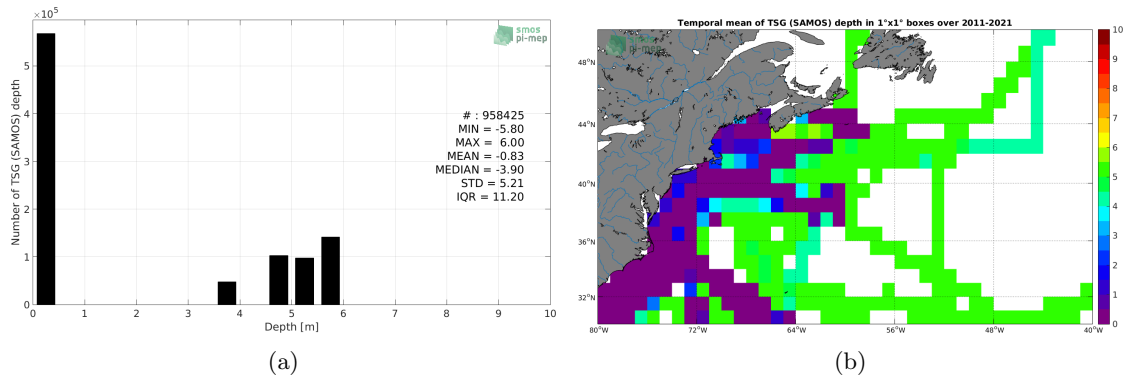 ×10⁵
smos
pi-mep
Number of TSG (SAMOS) depth
5
4
3
2
1
0
# : 958425
MIN = -5.80
MAX = 6.00
MEAN = -0.83
MEDIAN = -3.90
STD = 5.21
IQR = 11.20
0 1 2 3 4 5 6 7 8 9 10
Depth [m]
(a)
Temporal mean of TSG (SAMOS) depth in 1°x1° boxes over 2011-2021
smos
pi-mep
48°N
44°N
40°N
36°N
32°N
80°W 72°W 64°W 56°W 48°W 40°W
10
9
8
7
6
5
4
3
2
1
0
(b)